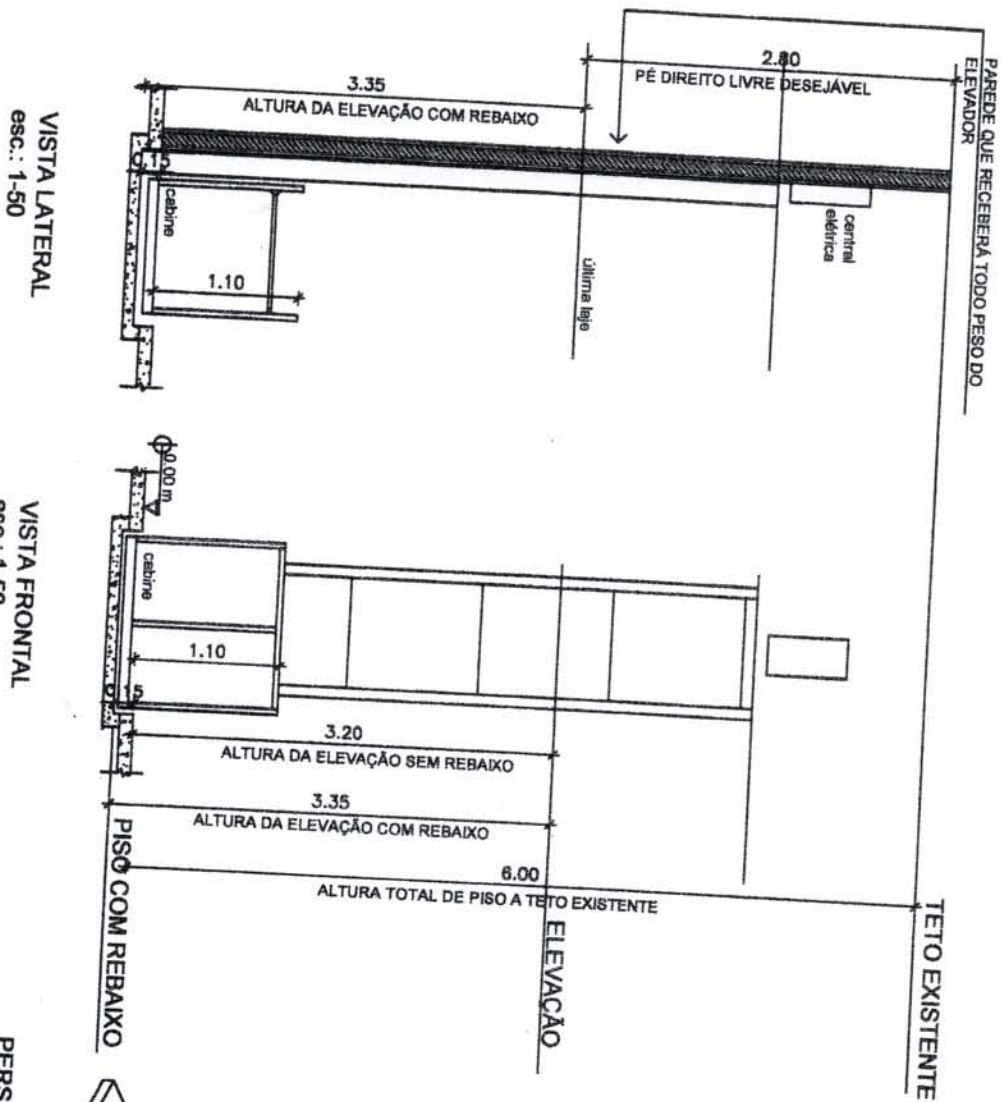 PAREDE QUE RECEBERÁ TODO PESO DO
ELEVADOR
2.80
PÉ DIREITO LIVRE DESEJÁVEL
3.35
ALTURA DA ELEVAÇÃO COM REBAIXO
central
elétrica
última laje
0.15
cabine
1.10
VISTA LATERAL
esc.: 1-50
0.00 m
cabine
1.10
15
3.20
ALTURA DA ELEVAÇÃO SEM REBAIXO
3.35
ALTURA DA ELEVAÇÃO COM REBAIXO
6.00
ALTURA TOTAL DE PISO A TETO EXISTENTE
TETO EXISTENTE
ELEVAÇÃO
PISO COM REBAIXO
VISTA FRONTAL
PERS